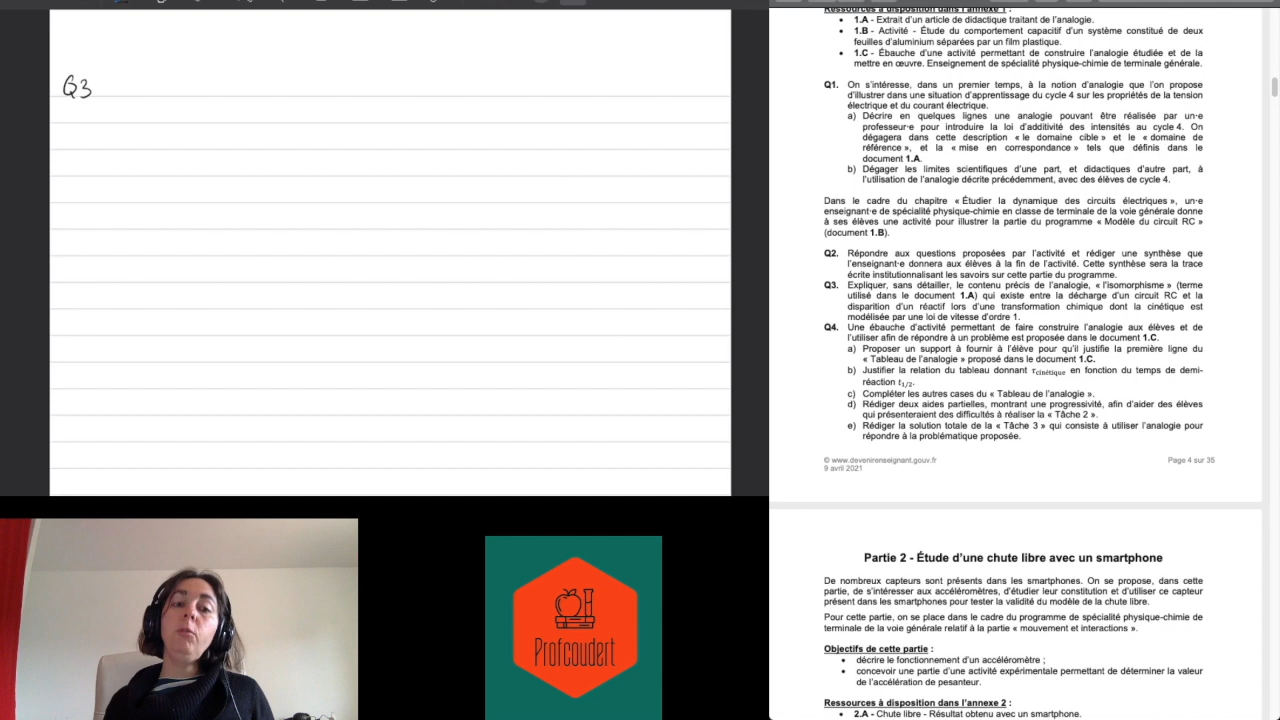 Q3
Profcoudert
Ressources à disposition dans l'annexe 1 :
• 1.A - Extrait d'un article de didactique traitant de l'analogie.
• 1.B - Activité - Étude du comportement capacitif d'un système constitué de deux
feuilles d'aluminium séparées par un film plastique.
• 1.C - Ébauche d'une activité permettant de construire l'analogie étudiée et de la
mettre en œuvre. Enseignement de spécialité physique-chimie de terminale générale.
Q1. On s'intéresse, dans un premier temps, à la notion d'analogie que l'on propose
d'illustrer dans une situation d'apprentissage du cycle 4 sur les propriétés de la tension
électrique et du courant électrique.
a) Décrire en quelques lignes une analogie pouvant être réalisée par un·e
professeur·e pour introduire la loi d'additivité des intensités au cycle 4. On
dégagera dans cette description « le domaine cible » et le « domaine de
référence », et la « mise en correspondance » tels que définis dans le
document 1.A.
b) Dégager les limites scientifiques d'une part, et didactiques d'autre part, à
l'utilisation de l'analogie décrite précédemment, avec des élèves de cycle 4.
Dans le cadre du chapitre « Étudier la dynamique des circuits électriques », un·e
enseignant·e de spécialité physique-chimie en classe de terminale de la voie générale donne
à ses élèves une activité pour illustrer la partie du programme « Modèle du circuit RC »
(document 1.B).
Q2. Répondre aux questions proposées par l'activité et rédiger une synthèse que
l'enseignant·e donnera aux élèves à la fin de l'activité. Cette synthèse sera la trace
écrite institutionnalisant les savoirs sur cette partie du programme.
Q3. Expliquer, sans détailler, le contenu précis de l'analogie, « l'isomorphisme » (terme
utilisé dans le document 1.A) qui existe entre la décharge d'un circuit RC et la
disparition d'un réactif lors d'une transformation chimique dont la cinétique est
modélisée par une loi de vitesse d'ordre 1.
Q4. Une ébauche d'activité permettant de faire construire l'analogie aux élèves et de
l'utiliser afin de répondre à un problème est proposée dans le document 1.C.
a) Proposer un support à fournir à l'élève pour qu'il justifie la première ligne du
« Tableau de l'analogie » proposé dans le document 1.C.
b) Justifier la relation du tableau donnant τcinétique en fonction du temps de demi-
réaction t1/2.
c) Compléter les autres cases du « Tableau de l'analogie ».
d) Rédiger deux aides partielles, montrant une progressivité, afin d'aider des élèves
qui présenteraient des difficultés à réaliser la « Tâche 2 ».
e) Rédiger la solution totale de la « Tâche 3 » qui consiste à utiliser l'analogie pour
répondre à la problématique proposée.
© www.devenirenseignant.gouv.fr Page 4 sur 35
9 avril 2021
Partie 2 - Étude d'une chute libre avec un smartphone
De nombreux capteurs sont présents dans les smartphones. On se propose, dans cette
partie, de s'intéresser aux accéléromètres, d'étudier leur constitution et d'utiliser ce capteur
présent dans les smartphones pour tester la validité du modèle de la chute libre.
Pour cette partie, on se place dans le cadre du programme de spécialité physique-chimie de
terminale de la voie générale relatif à la partie « mouvement et interactions ».
Objectifs de cette partie :
• décrire le fonctionnement d'un accéléromètre ;
• concevoir une partie d'une activité expérimentale permettant de déterminer la valeur
de l'accélération de pesanteur.
Ressources à disposition dans l'annexe 2 :
• 2.A - Chute libre - Résultat obtenu avec un smartphone.